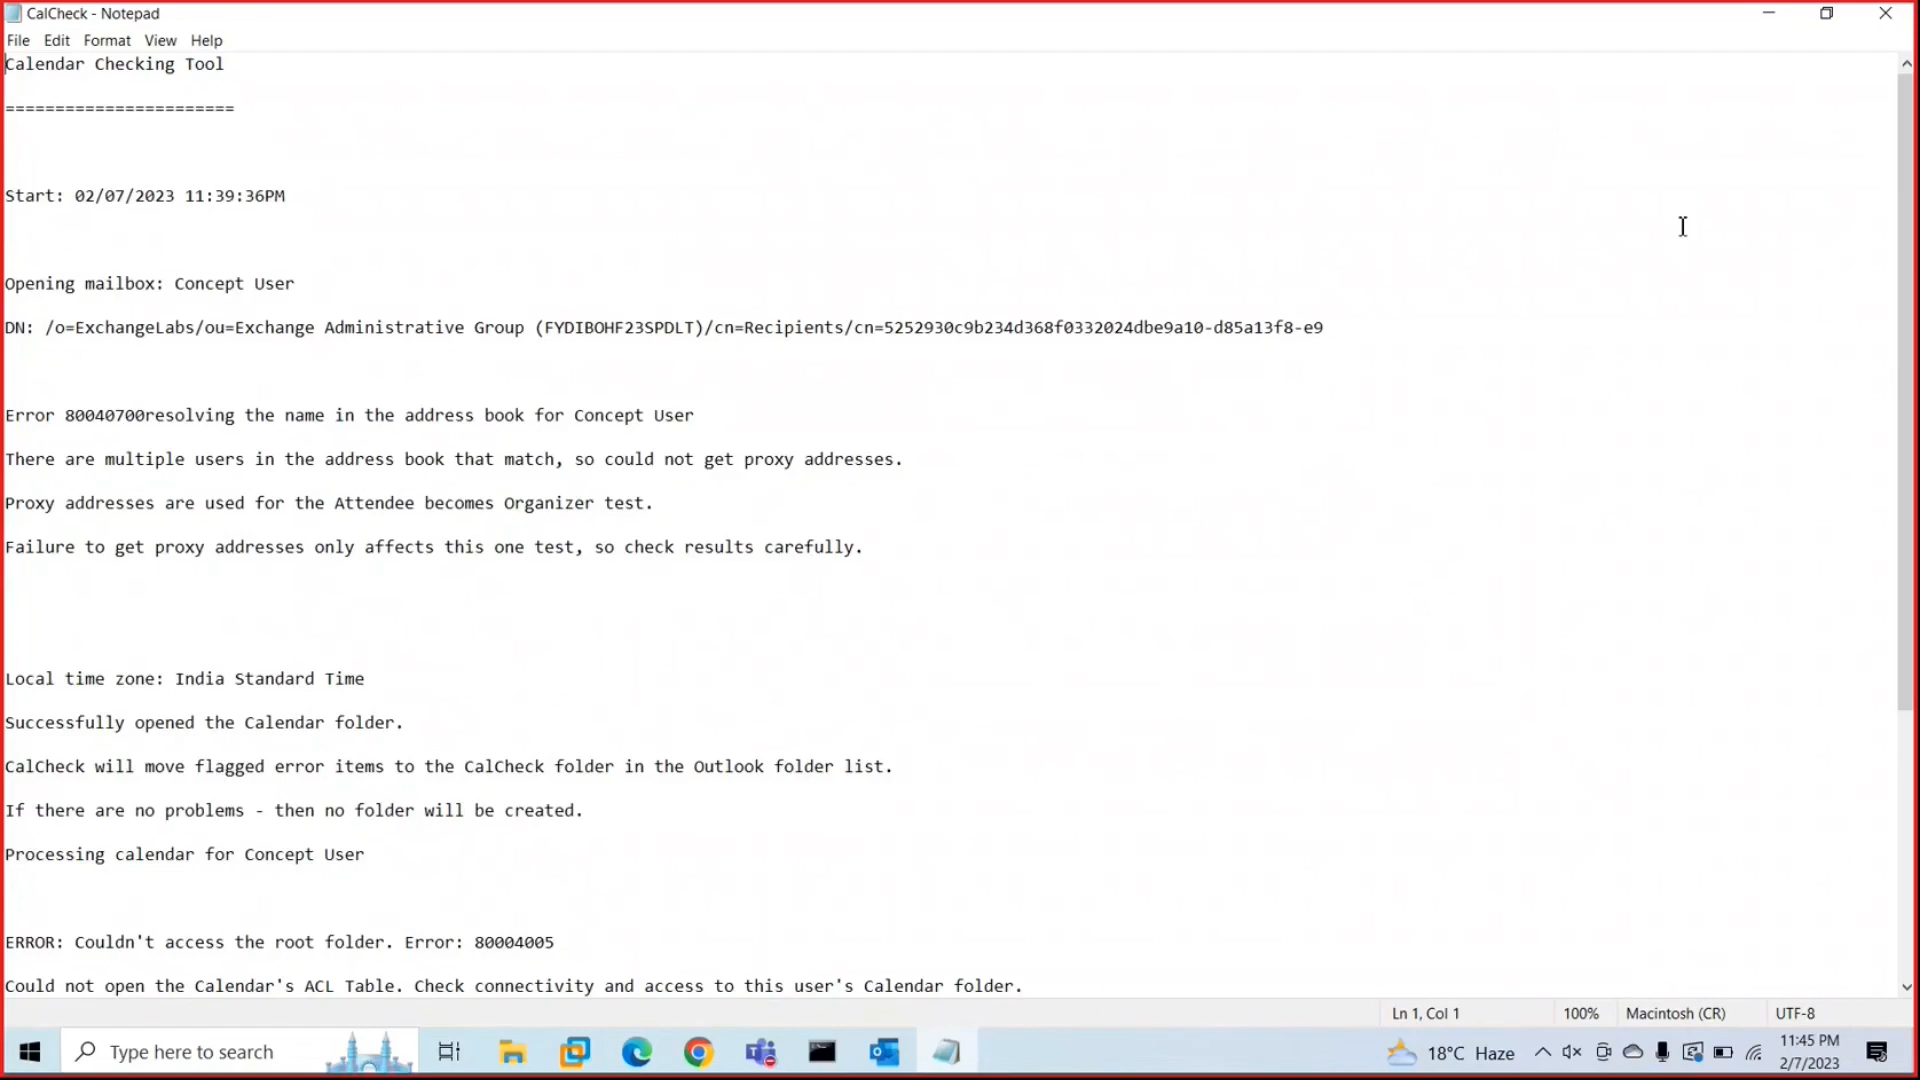 CalCheck - Notepad
File Edit Format View Help
Calendar Checking Tool
=======================
Start: 02/07/2023 11:39:36PM
Opening mailbox: Concept User
DN: /o=ExchangeLabs/ou=Exchange Administrative Group (FYDIBOHF23SPDLT)/cn=Recipients/cn=5252930c9b234d368f0332024dbe9a10-d85a13f8-e9
Error 80040700resolving the name in the address book for Concept User
There are multiple users in the address book that match, so could not get proxy addresses.
Proxy addresses are used for the Attendee becomes Organizer test.
Failure to get proxy addresses only affects this one test, so check results carefully.
Local time zone: India Standard Time
Successfully opened the Calendar folder.
CalCheck will move flagged error items to the CalCheck folder in the Outlook folder list.
If there are no problems - then no folder will be created.
Processing calendar for Concept User
ERROR: Couldn't access the root folder. Error: 80004005
Could not open the Calendar's ACL Table. Check connectivity and access to this user's Calendar folder.
Ln 1, Col 1 100% Macintosh (CR) UTF-8
Type here to search 18°C Haze 11:45 PM
2/7/2023